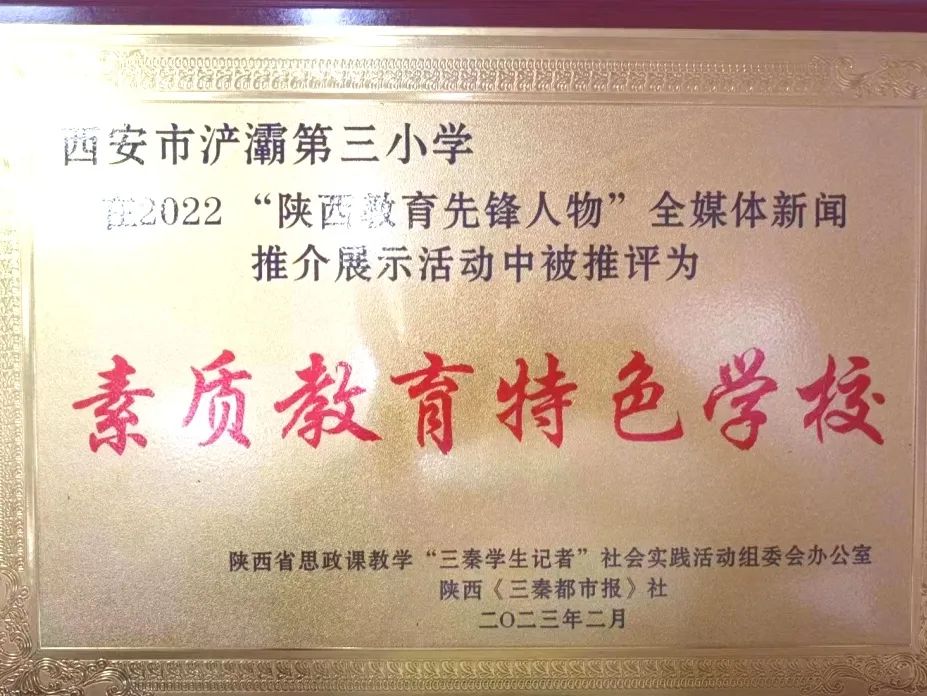 西安市浐灞第三小学
在2022“陕西教育先锋人物”全媒体新闻
推介展示活动中被推评为
素质教育特色学校
陕西省思政课教学“三秦学生记者”社会实践活动组委会办公室
陕西《三秦都市报》社
二〇二三年二月